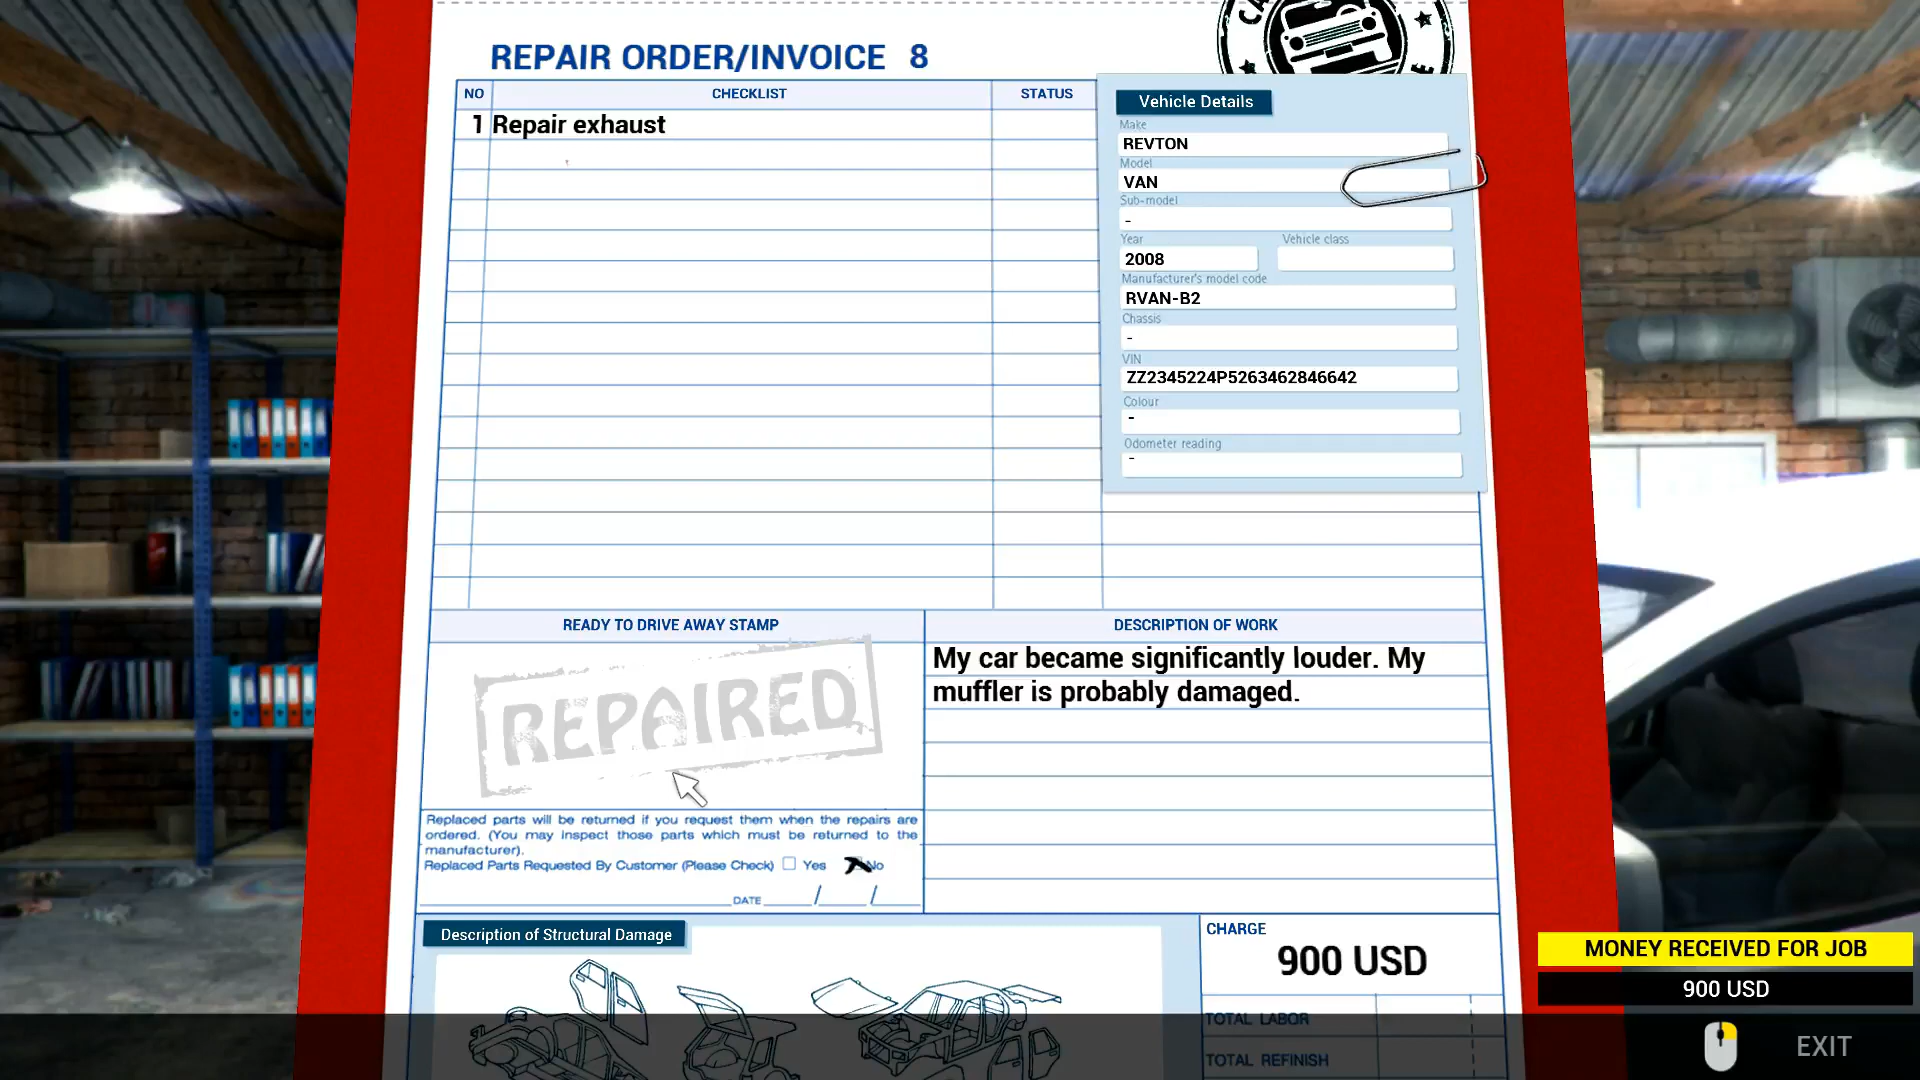 REPAIR ORDER/INVOICE 8
NO CHECKLIST STATUS
1 Repair exhaust
Vehicle Details
Make
REVTON
Model
VAN
Sub-model
-
Year Vehicle class
2008
Manufacturer's model code
RVAN-B2
Chassis
-
VIN
ZZ2345224P5263462846642
Colour
-
Odometer reading
-
READY TO DRIVE AWAY STAMP
REPAIRED
DESCRIPTION OF WORK
My car became significantly louder. My
muffler is probably damaged.
Replaced parts will be returned if you request them when the repairs are
ordered. (You may inspect those parts which must be returned to the
manufacturer).
Replaced Parts Requested By Customer (Please Check) Yes No
DATE / /
Description of Structural Damage
CHARGE
900 USD
TOTAL LABOR
TOTAL REFINISH
MONEY RECEIVED FOR JOB
900 USD
EXIT